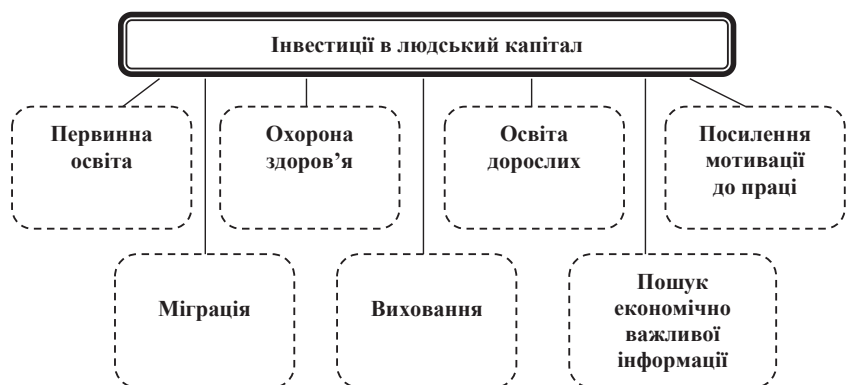 Інвестиції в людський капітал
Первинна
освіта
Охорона
здоров’я
Освіта
дорослих
Посилення
мотивації
до праці
Міграція
Виховання
Пошук
економічно
важливої
інформації